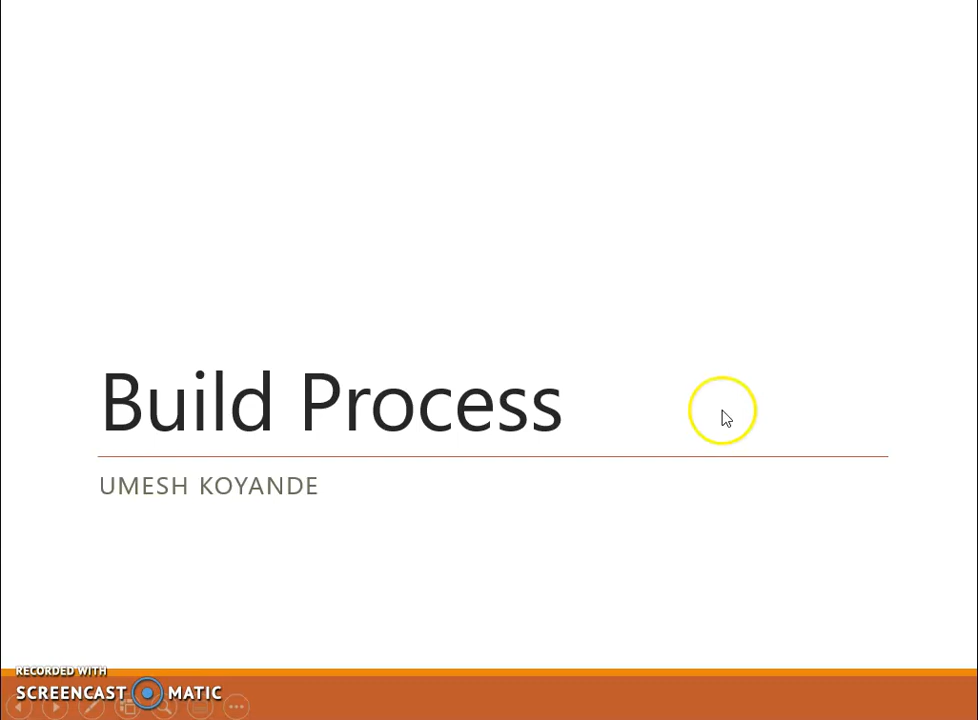 Build Process
UMESH KOYANDE
RECORDED WITH
SCREENCAST MATIC